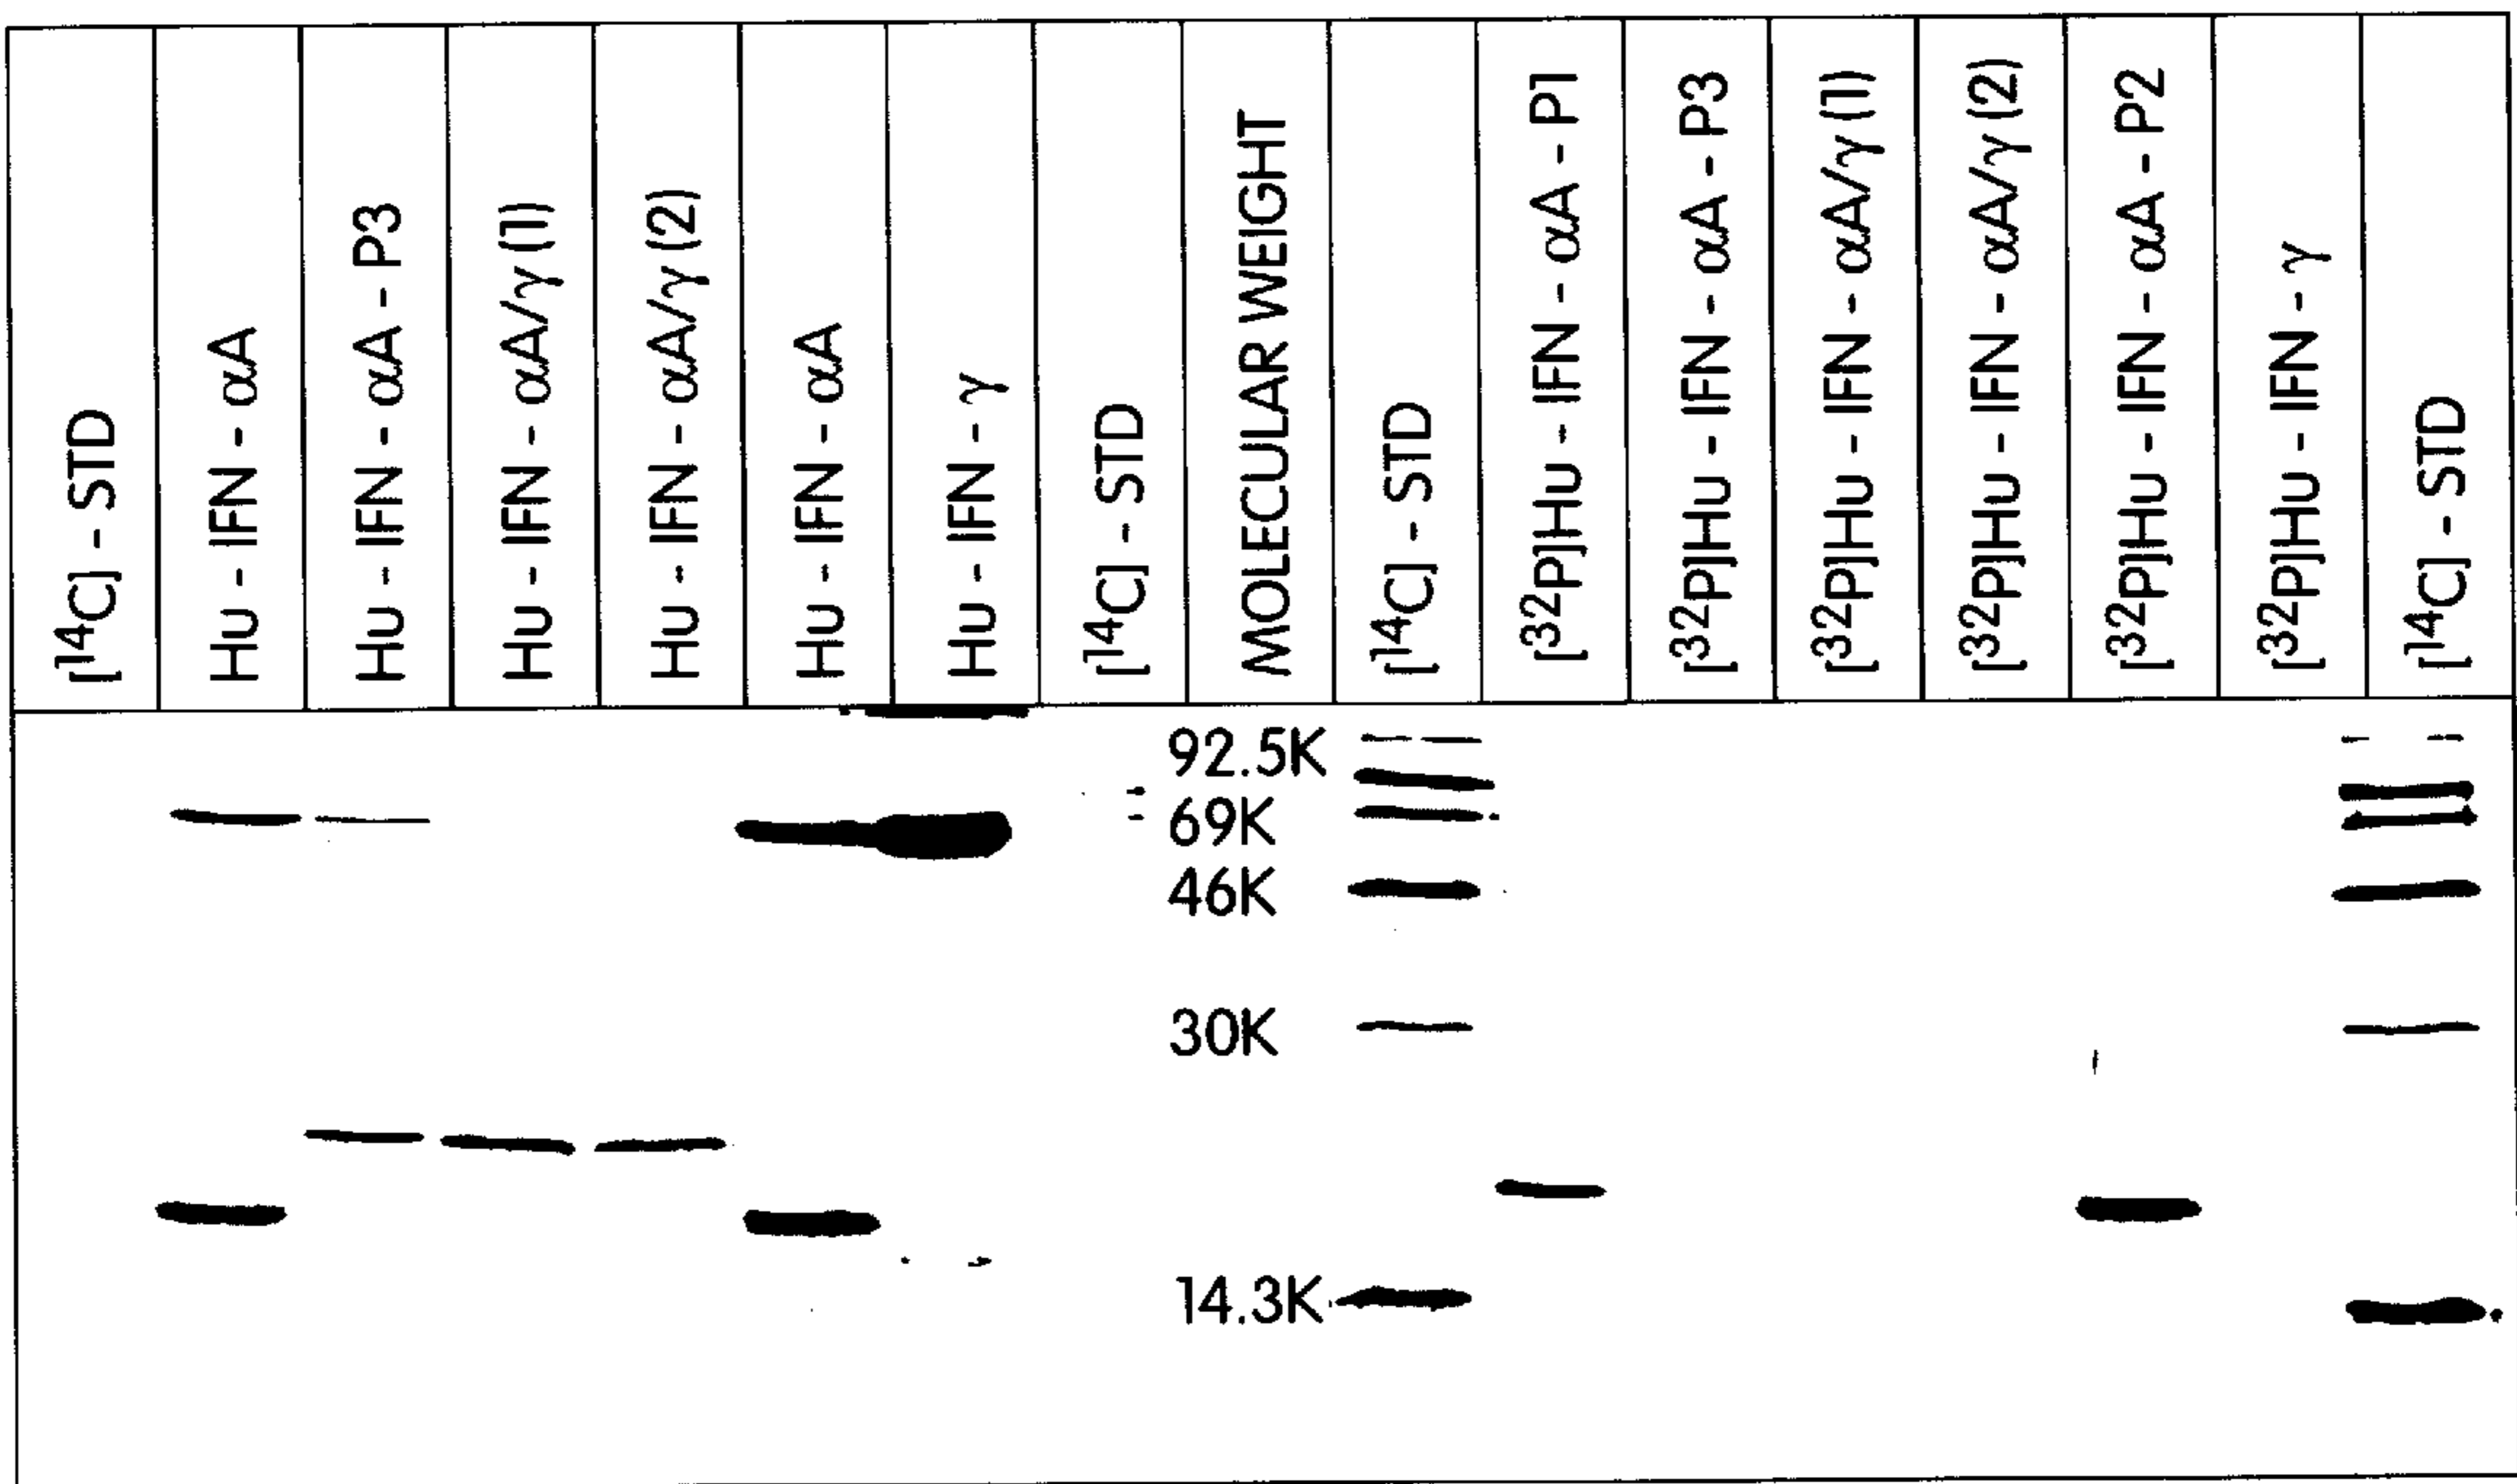 [¹⁴C] - STD
Hu - IFN - αA
Hu - IFN - αA - P3
Hu - IFN - αA/γ (1)
Hu - IFN - αA/γ (2)
Hu - IFN - αA
Hu - IFN - γ
[¹⁴C] - STD
MOLECULAR WEIGHT
[¹⁴C] - STD
[³²P]Hu - IFN - αA - P1
[³²P]Hu - IFN - αA - P3
[³²P]Hu - IFN - αA/γ (1)
[³²P]Hu - IFN - αA/γ (2)
[³²P]Hu - IFN - αA - P2
[³²P]Hu - IFN - γ
[¹⁴C] - STD
92.5K
69K
46K
30K
14.3K